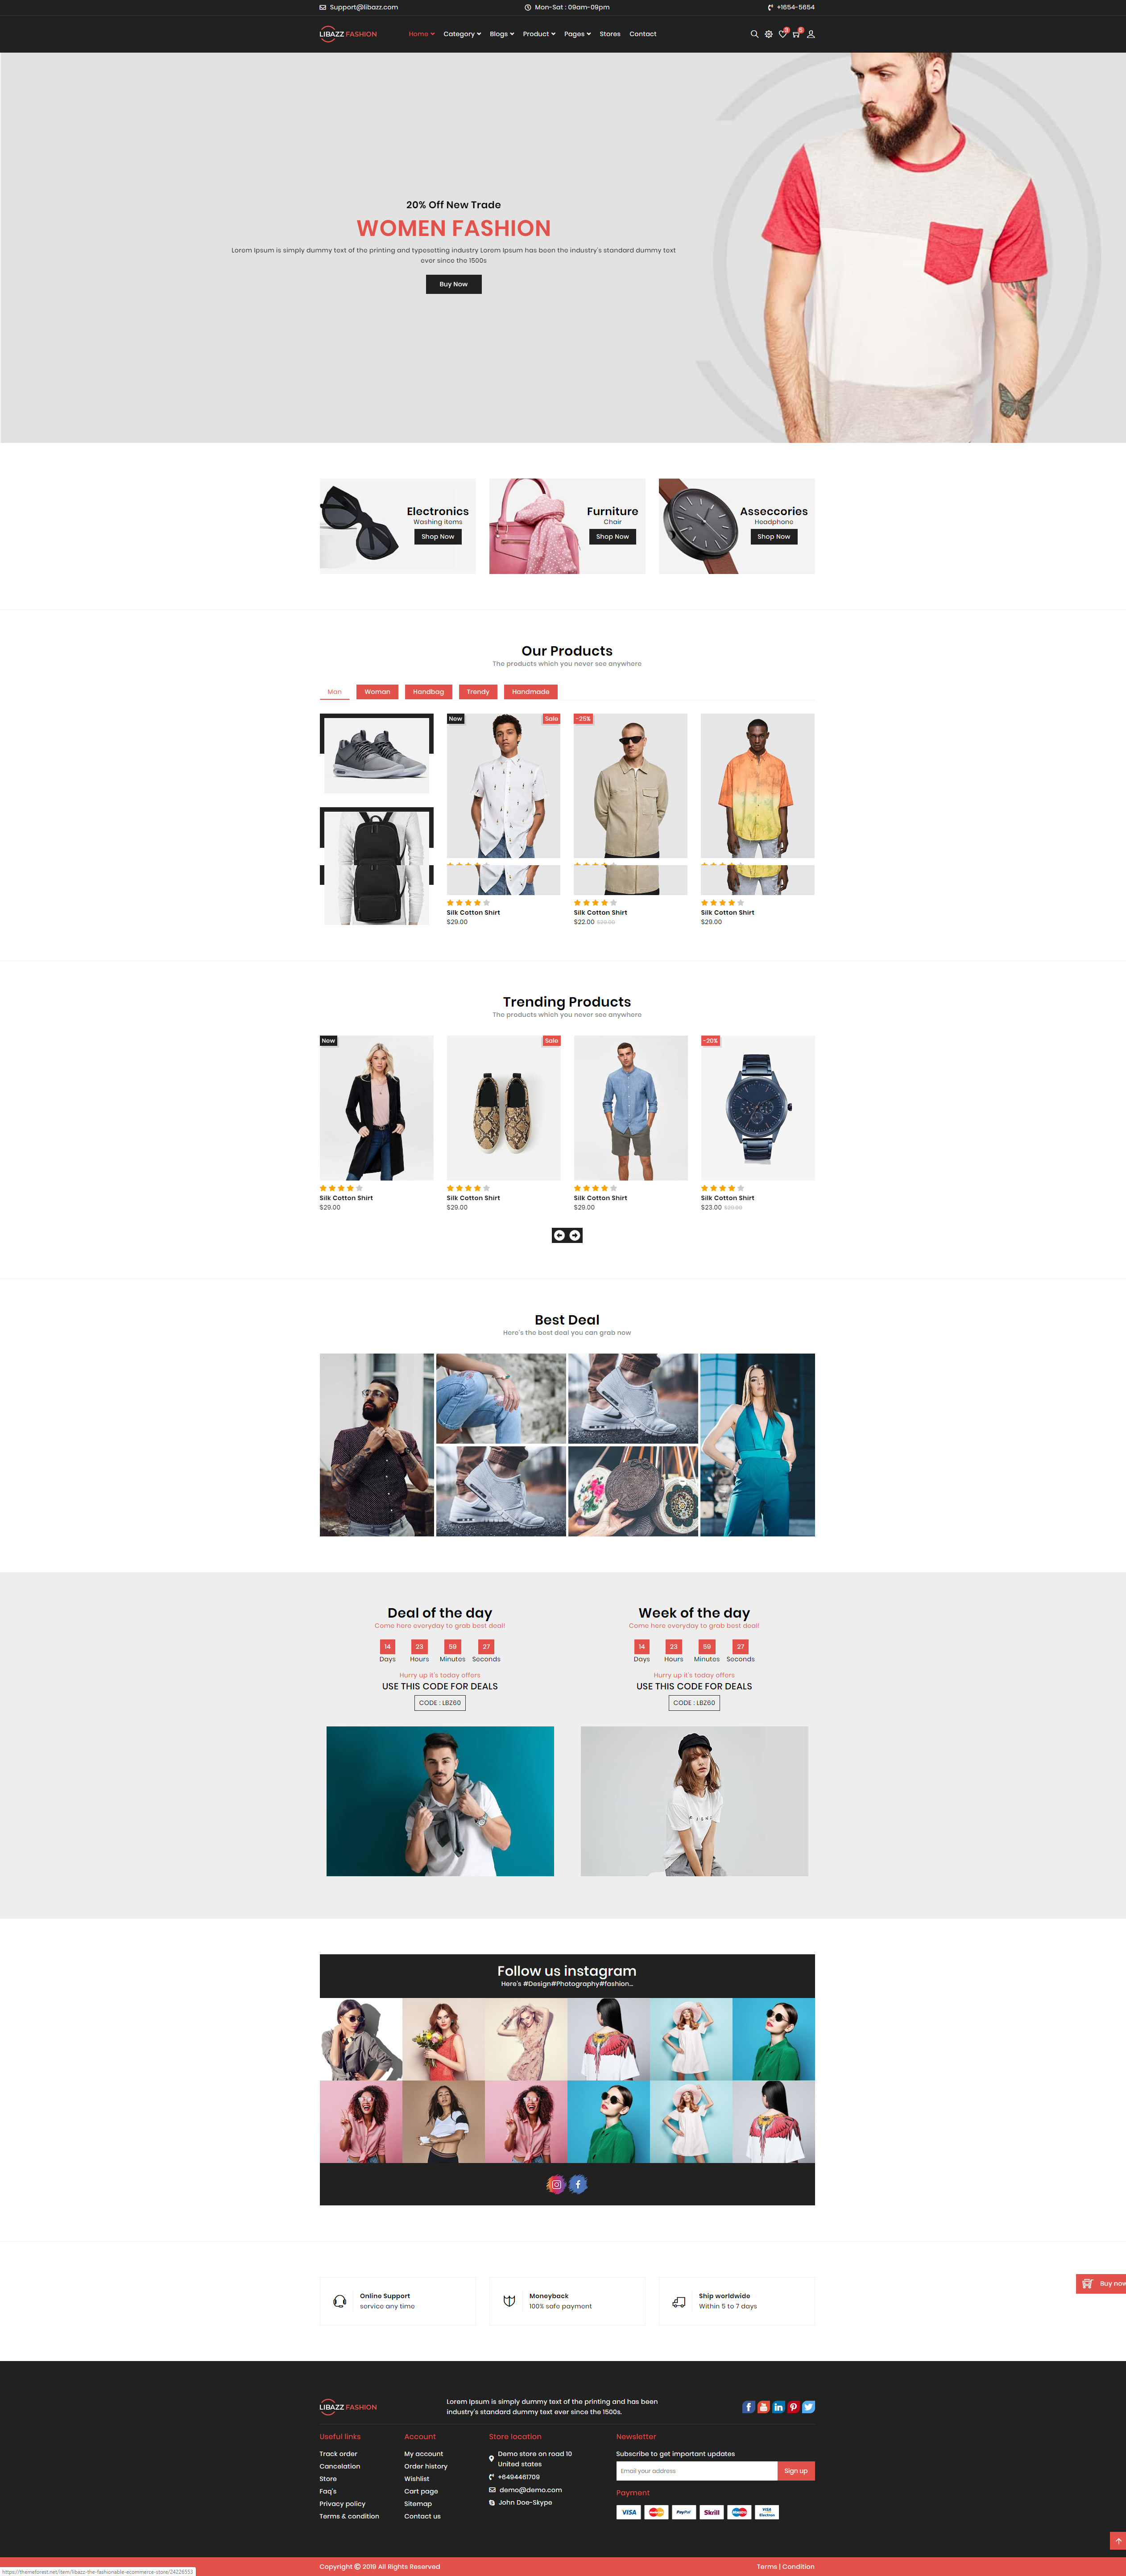 Support@libazz.com
Mon-Sat : 09am-09pm
+1654-5654
LIBAZZ FASHION
Home
Category
Blogs
Product
Pages
Stores
Contact
20% Off New Trade
WOMEN FASHION
Lorem Ipsum is simply dummy text of the printing and typesetting industry Lorem Ipsum has been the industry's standard dummy text
ever since the 1500s
Buy Now
Electronics
Washing items
Shop Now
Furniture
Chair
Shop Now
Asseccories
Headphone
Shop Now
Our Products
The products which you never see anywhere
Man
Woman
Handbag
Trendy
Handmade
New
Sale
-25%
Silk Cotton Shirt
$29.00
Silk Cotton Shirt
$22.00
Silk Cotton Shirt
$29.00
Trending Products
The products which you never see anywhere
New
Sale
-20%
Silk Cotton Shirt
$29.00
Silk Cotton Shirt
$29.00
Silk Cotton Shirt
$29.00
Silk Cotton Shirt
$23.00
Best Deal
Here's the best deal you can grab now
Deal of the day
Come here everyday to grab best deal!
14 23 59 27
Days Hours Minutes Seconds
Hurry up it's today offers
USE THIS CODE FOR DEALS
CODE : LBZ60
Week of the day
Come here everyday to grab best deal!
14 23 59 27
Days Hours Minutes Seconds
Hurry up it's today offers
USE THIS CODE FOR DEALS
CODE : LBZ60
Follow us instagram
Here's #Design#Photography#fashion...
Online Support
service any time
Moneyback
100% safe payment
Ship worldwide
Within 5 to 7 days
Buy now
LIBAZZ FASHION
Lorem Ipsum is simply dummy text of the printing and has been
industry's standard dummy text ever since the 1500s.
Useful links
Track order
Cancelation
Store
Faq's
Privacy policy
Terms & condition
Account
My account
Order history
Wishlist
Cart page
Sitemap
Contact us
Store location
Demo store on road 10
United states
+6494461709
demo@demo.com
John Doe-Skype
Newsletter
Subscribe to get important updates
Email your address
Sign up
Payment
VISA
PayPal
Skrill
VISA
Electron
Copyright © 2019 All Rights Reserved
Terms | Condition
https://themeforest.net/item/libazz-the-fashionable-ecommerce-store/24226553